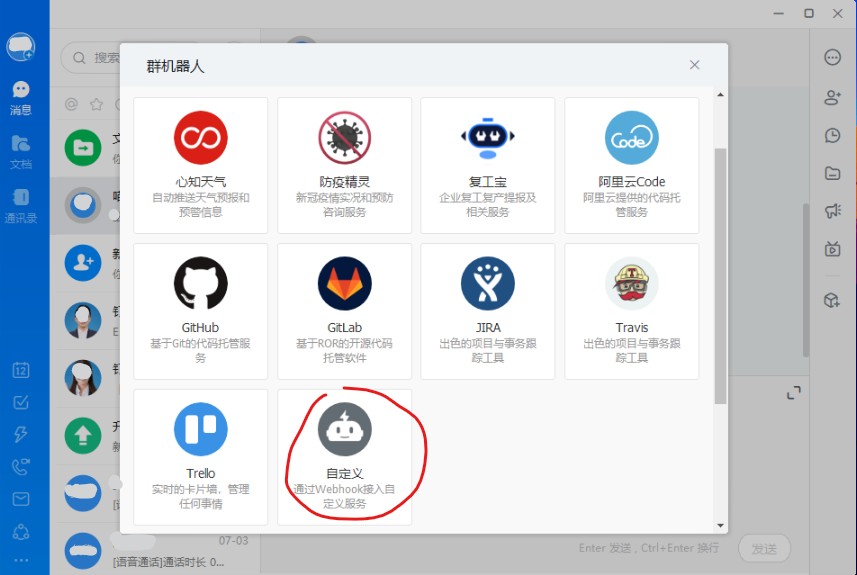 消息
文档
通讯录
12
搜索
群机器人
心知天气
自动推送天气预报和
预警信息
防疫精灵
新冠疫情实况和预防
咨询服务
复工宝
企业复工复产提报及
相关服务
Code
阿里云Code
阿里云提供的代码托
管服务
GitHub
基于Git的代码托管服
务
GitLab
基于ROR的开源代码
托管软件
JIRA
出色的项目与事务跟
踪工具
T
Travis
出色的项目与事务跟
踪工具
Trello
实时的卡片墙，管理
任何事情
自定义
通过Webhook接入自
定义服务
07-03
[语音通话]通话时长 0...
Enter 发送，Ctrl+Enter 换行
发送